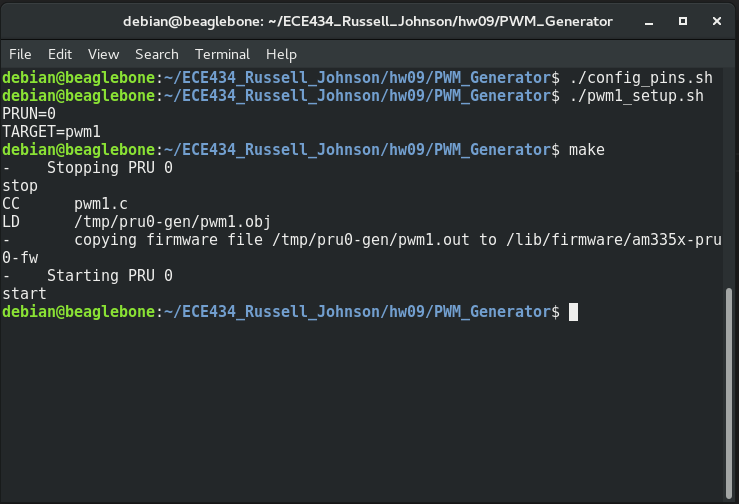 debian@beaglebone: ~/ECE434_Russell_Johnson/hw09/PWM_Generator
File Edit View Search Terminal Help
debian@beaglebone:~/ECE434_Russell_Johnson/hw09/PWM_Generator$ ./config_pins.sh
debian@beaglebone:~/ECE434_Russell_Johnson/hw09/PWM_Generator$ ./pwm1_setup.sh
PRUN=0
TARGET=pwm1
debian@beaglebone:~/ECE434_Russell_Johnson/hw09/PWM_Generator$ make
-    Stopping PRU 0
stop
CC      pwm1.c
LD      /tmp/pru0-gen/pwm1.obj
-       copying firmware file /tmp/pru0-gen/pwm1.out to /lib/firmware/am335x-pru
0-fw
-    Starting PRU 0
start
debian@beaglebone:~/ECE434_Russell_Johnson/hw09/PWM_Generator$